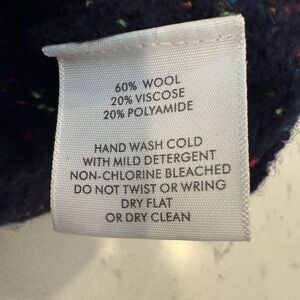 60% WOOL
20% VISCOSE
20% POLYAMIDE
HAND WASH COLD
WITH MILD DETERGENT
NON-CHLORINE BLEACHED
DO NOT TWIST OR WRING
DRY FLAT
OR DRY CLEAN